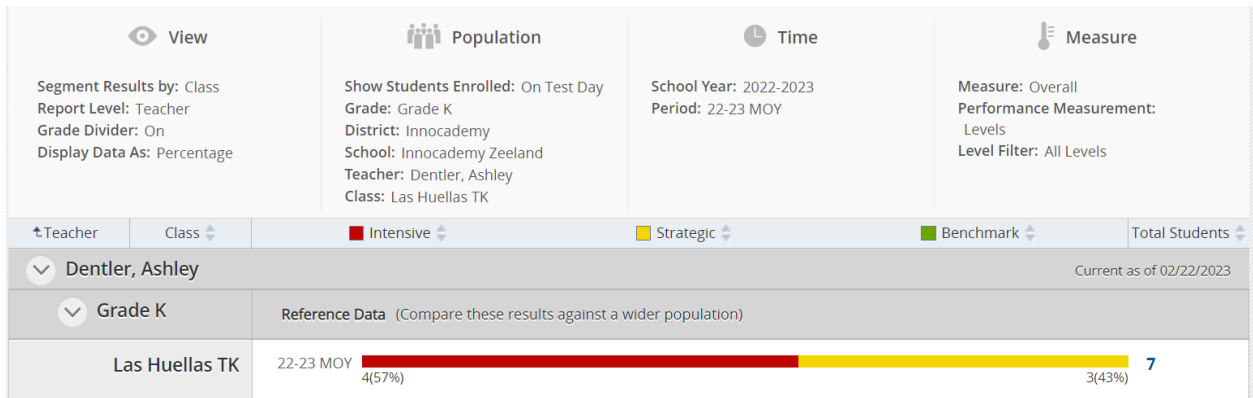 View
Population
Time
Measure
Segment Results by: Class
Report Level: Teacher
Grade Divider: On
Display Data As: Percentage
Show Students Enrolled: On Test Day
Grade: Grade K
District: Innocademy
School: Innocademy Zeeland
Teacher: Dentler, Ashley
Class: Las Huellas TK
School Year: 2022-2023
Period: 22-23 MOY
Measure: Overall
Performance Measurement:
Levels
Level Filter: All Levels
Teacher Class Intensive Strategic Benchmark Total Students
Dentler, Ashley Current as of 02/22/2023
Grade K Reference Data (Compare these results against a wider population)
Las Huellas TK 22-23 MOY 7
4(57%) 3(43%)